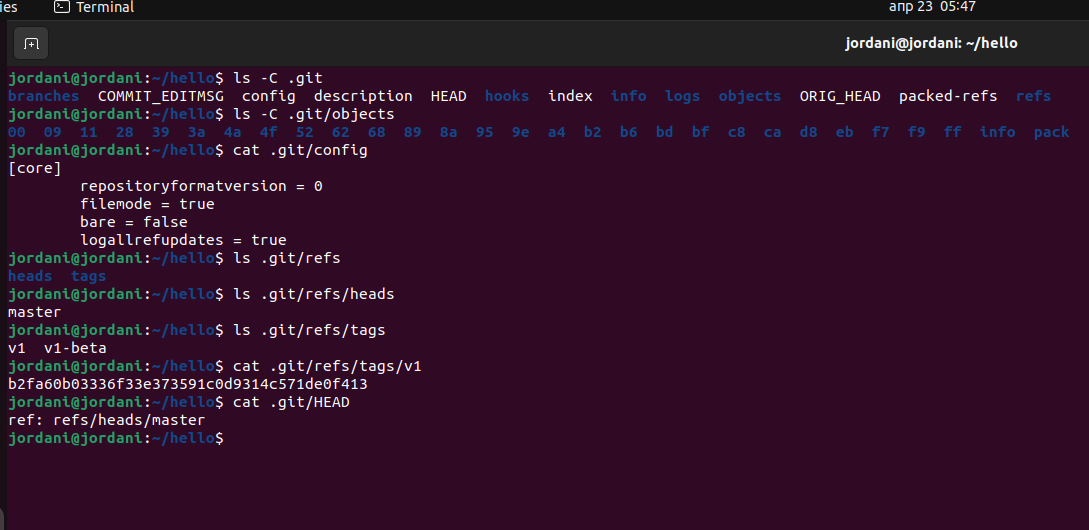 ies Terminal апр 23 05:47
jordani@jordani: ~/hello
jordani@jordani:~/hello$ ls -C .git
branches COMMIT_EDITMSG config description HEAD hooks index info logs objects ORIG_HEAD packed-refs refs
jordani@jordani:~/hello$ ls -C .git/objects
00 09 11 28 39 3a 4a 4f 52 62 68 89 8a 95 9e a4 b2 b6 bd bf c8 ca d8 eb f7 f9 ff info pack
jordani@jordani:~/hello$ cat .git/config
[core]
        repositoryformatversion = 0
        filemode = true
        bare = false
        logallrefupdates = true
jordani@jordani:~/hello$ ls .git/refs
heads tags
jordani@jordani:~/hello$ ls .git/refs/heads
master
jordani@jordani:~/hello$ ls .git/refs/tags
v1 v1-beta
jordani@jordani:~/hello$ cat .git/refs/tags/v1
b2fa60b03336f33e373591c0d9314c571de0f413
jordani@jordani:~/hello$ cat .git/HEAD
ref: refs/heads/master
jordani@jordani:~/hello$